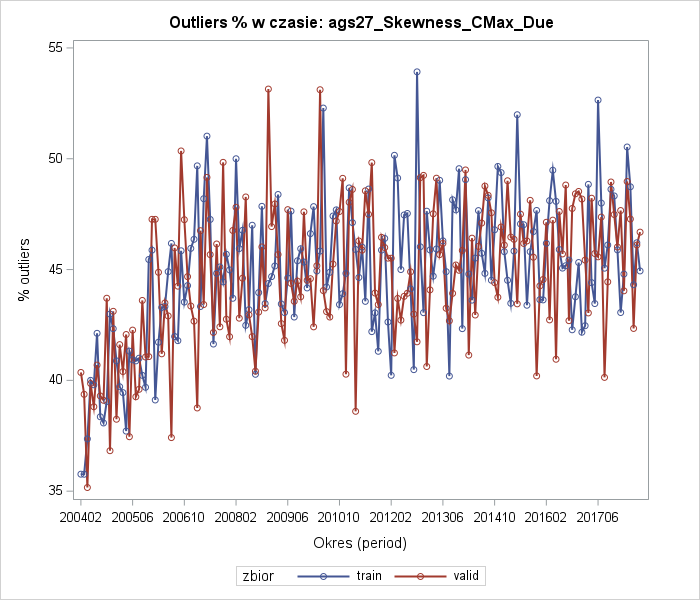 Outliers % w czasie: ags27_Skewness_CMax_Due
55
50
45
40
35
% outliers
200402 200506 200610 200802 200906 201010 201202 201306 201410 201602 201706
Okres (period)
zbior train valid